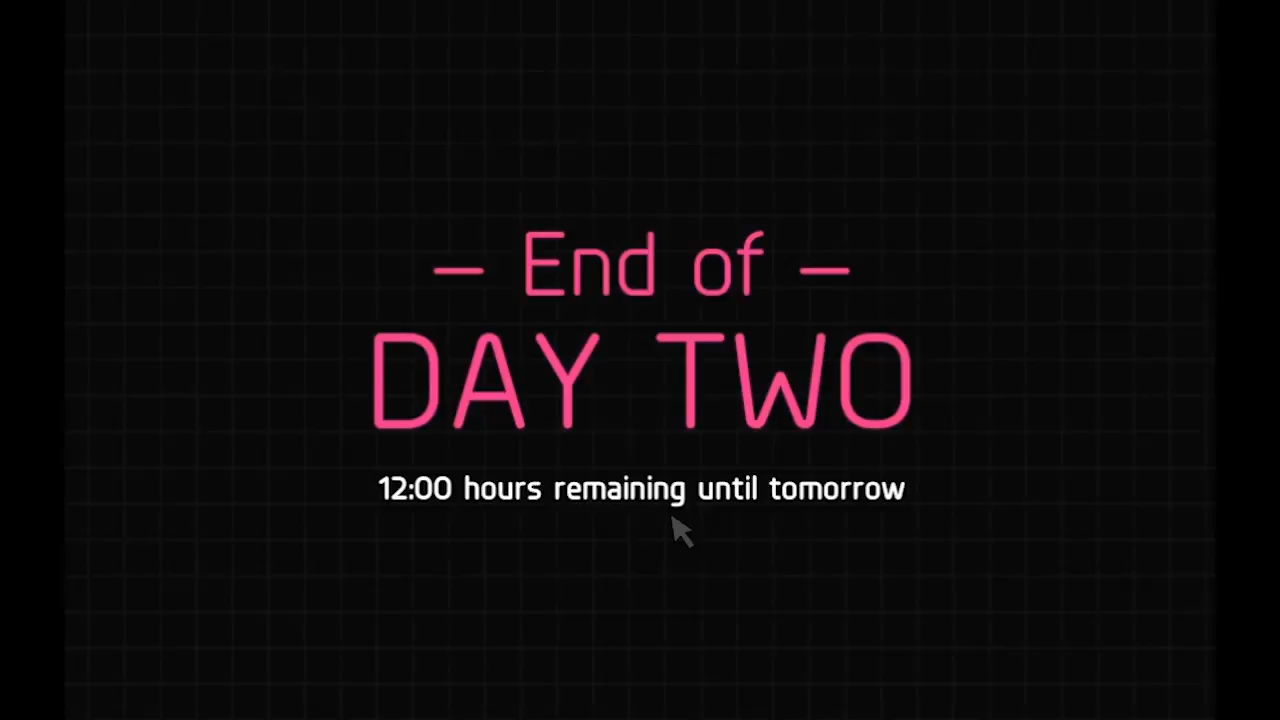 – End of –
DAY TWO
12:00 hours remaining until tomorrow